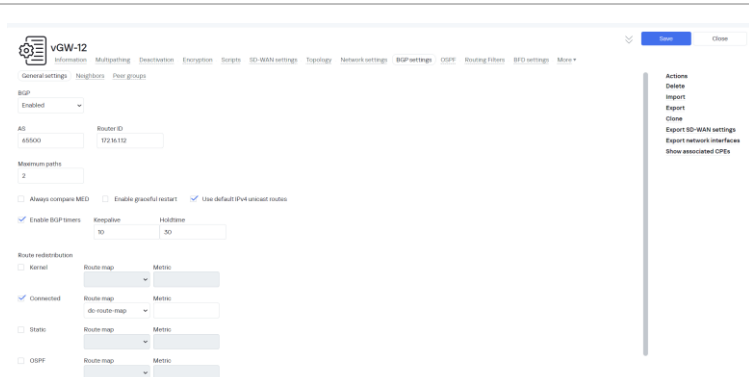 vGW-12
Save
Close
Information Multipathing Deactivation Encryption Scripts SD-WAN settings Topology Network settings BGP settings OSPF Routing Filters BFD settings More
General settings Neighbors Peer groups
BGP
Enabled
AS Router ID
65500 172.16.1.12
Maximum paths
2
Always compare MED Enable graceful restart Use default IPv4 unicast routes
Enable BGP timers Keepalive Holdtime
10 30
Route redistribution
Kernel Route map Metric
Connected Route map Metric
dc-route-map
Static Route map Metric
OSPF Route map Metric
Actions
Delete
Import
Export
Clone
Export SD-WAN settings
Export network interfaces
Show associated CPEs